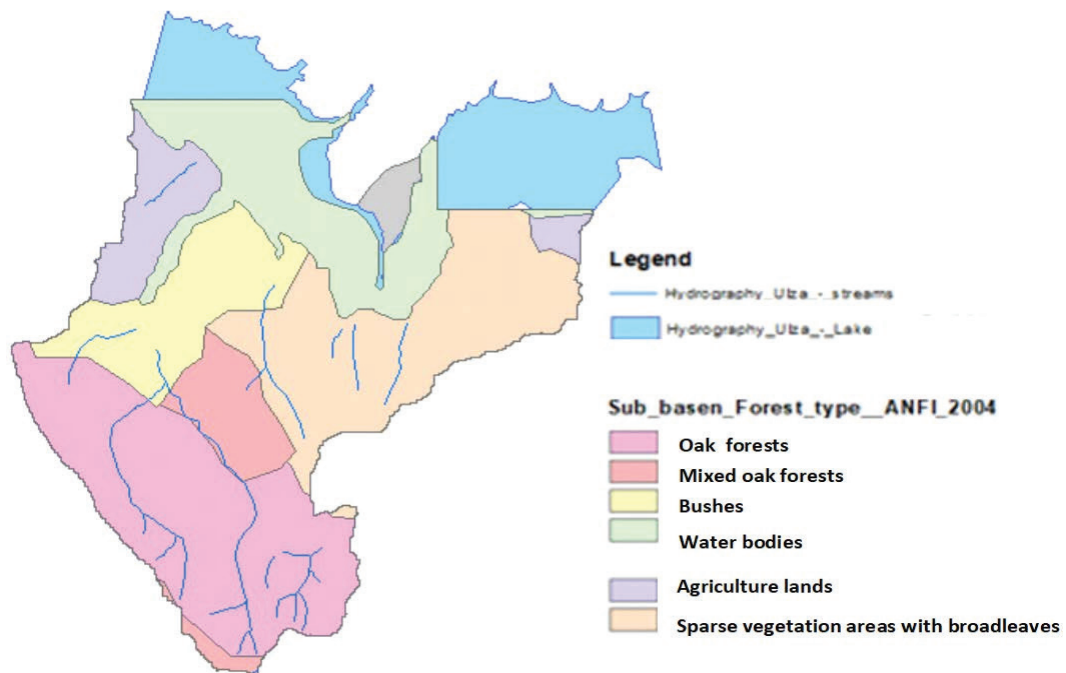 Legend
Hydrography_Ulza_-_streams
Hydrography_Ulza_-_Lake
Sub_basen_Forest_type__ANFI_2004
Oak forests
Mixed oak forests
Bushes
Water bodies
Agriculture lands
Sparse vegetation areas with broadleaves